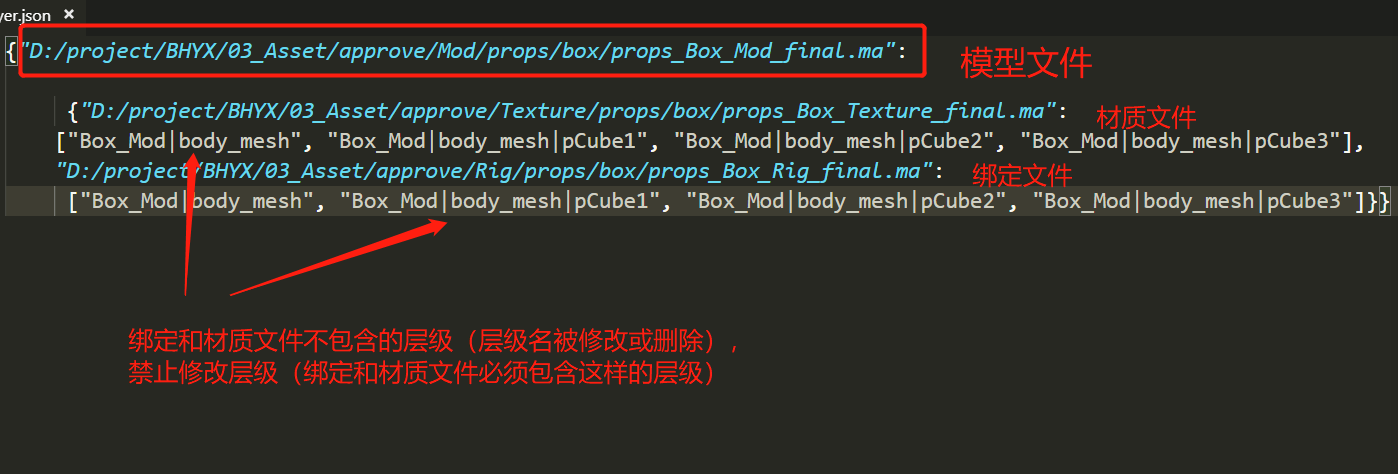 yer.json ×
{"D:/project/BHYX/03_Asset/approve/Mod/props/box/props_Box_Mod_final.ma":
模型文件
{"D:/project/BHYX/03_Asset/approve/Texture/props/box/props_Box_Texture_final.ma":
材质文件
["Box_Mod|body_mesh", "Box_Mod|body_mesh|pCube1", "Box_Mod|body_mesh|pCube2", "Box_Mod|body_mesh|pCube3"],
"D:/project/BHYX/03_Asset/approve/Rig/props/box/props_Box_Rig_final.ma":
绑定文件
["Box_Mod|body_mesh", "Box_Mod|body_mesh|pCube1", "Box_Mod|body_mesh|pCube2", "Box_Mod|body_mesh|pCube3"]}}
绑定和材质文件不包含的层级（层级名被修改或删除），
禁止修改层级（绑定和材质文件必须包含这样的层级）